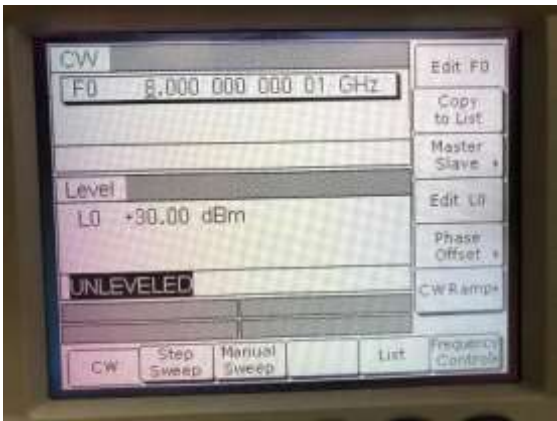 CW
F0 8.000 000 000 01 GHz
Level
L0 +30.00 dBm
UNLEVELED
Edit F0
Copy
to List
Master
Slave
Edit L0
Phase
Offset
CW Ramp
CW
Step
Sweep
Manual
Sweep
List
Frequency
Controls